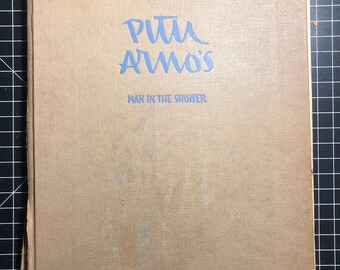 Peter
ARNO'S
MAN IN THE SHOWER